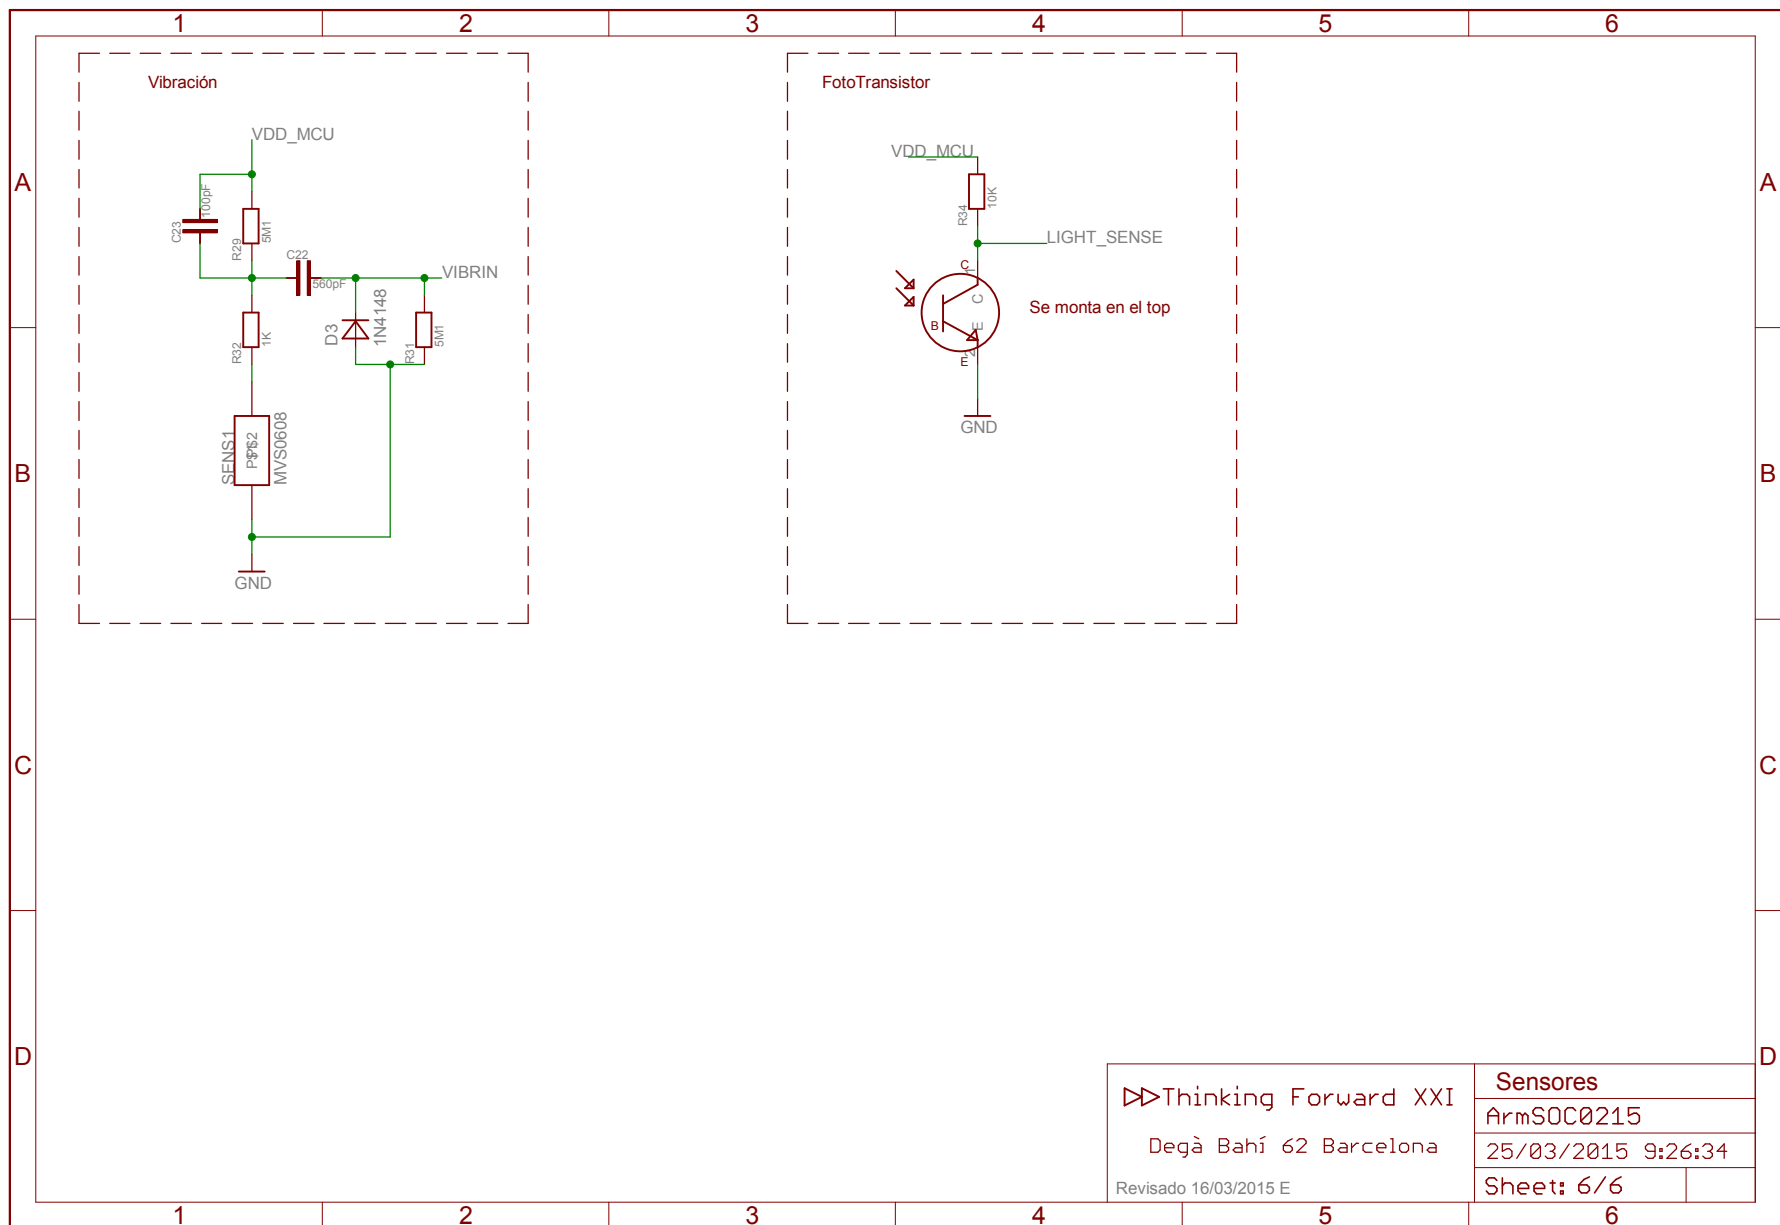 1 2 3 4 5 6
A A
B B
C C
D D
Vibración
VDD_MCU
100pF
C23
R29
5M1
C22
560pF
VIBRIN
R32
1K
D3
1N4148
R31
5M1
SENS1
MVS0608
GND
FotoTransistor
VDD_MCU
R34
10K
LIGHT_SENSE
C
1
C
B
E
2
E
Se monta en el top
GND
Thinking Forward XXI
Degà Bahí 62 Barcelona
Revisado 16/03/2015 E
Sensores
ArmSOC0215
25/03/2015 9:26:34
Sheet: 6/6
1 2 3 4 5 6